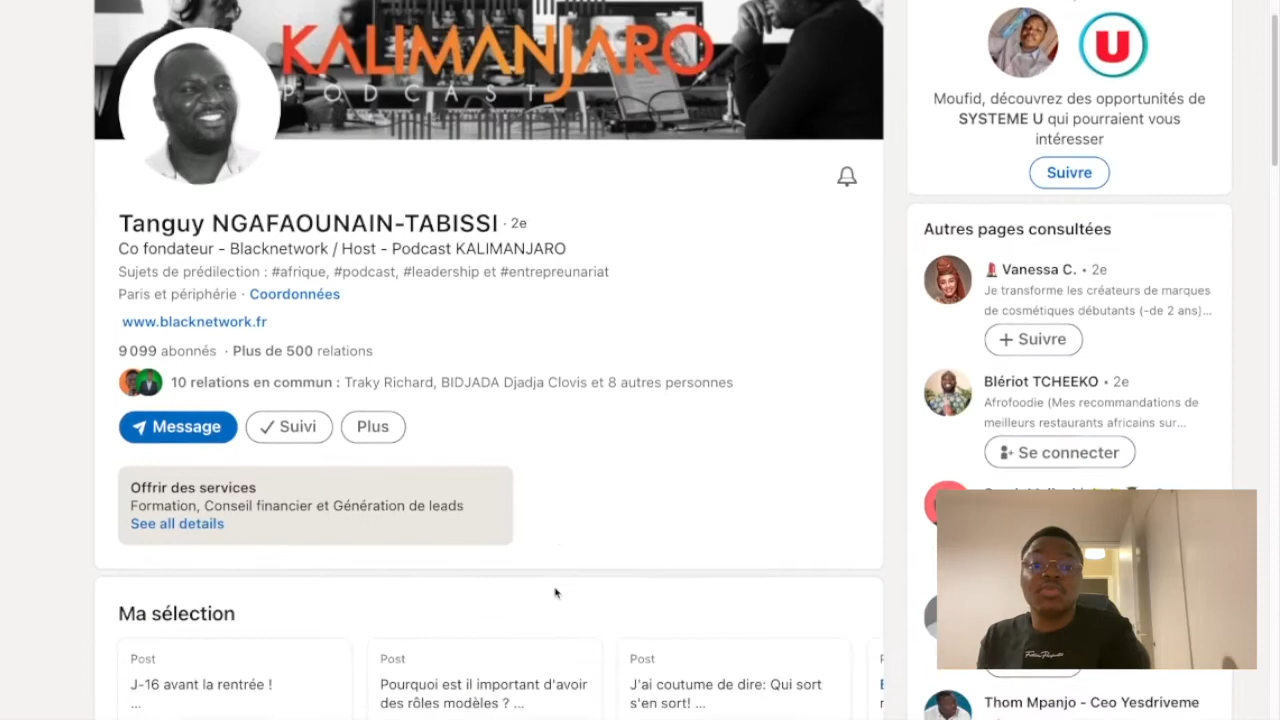 KALIMANJARO
PODCAST
Tanguy NGAFAOUNAIN-TABISSI · 2e
Co fondateur - Blacknetwork / Host - Podcast KALIMANJARO
Sujets de prédilection : #afrique, #podcast, #leadership et #entrepreunariat
Paris et périphérie · Coordonnées
www.blacknetwork.fr
9 099 abonnés · Plus de 500 relations
10 relations en commun : Traky Richard, BIDJADA Djadja Clovis et 8 autres personnes
Message
Suivi
Plus
Offrir des services
Formation, Conseil financier et Génération de leads
See all details
Ma sélection
Post
J-16 avant la rentrée !
...
Post
Pourquoi est il important d'avoir
des rôles modèles ? ...
Post
J'ai coutume de dire: Qui sort
s'en sort! ...
U
Moufid, découvrez des opportunités de
SYSTEME U qui pourraient vous
intéresser
Suivre
Autres pages consultées
Vanessa C. • 2e
Je transforme les créateurs de marques
de cosmétiques débutants (-de 2 ans)...
+ Suivre
Blériot TCHEEKO • 2e
Afrofoodie (Mes recommandations de
meilleurs restaurants africains sur...
Se connecter
Thom Mpanjo - Ceo Yesdriveme